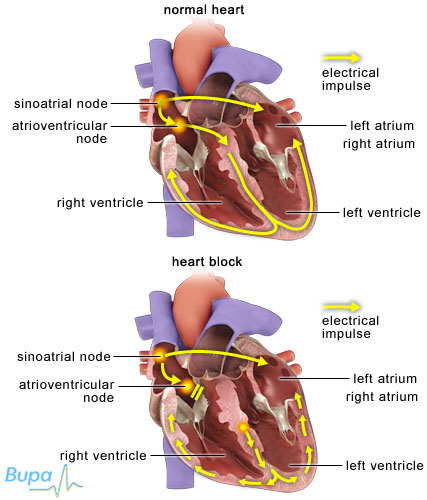 normal heart
electrical
impulse
sinoatrial node
atrioventricular
node
left atrium
right atrium
right ventricle
left ventricle
heart block
electrical
impulse
sinoatrial node
atrioventricular
node
left atrium
right atrium
right ventricle
left ventricle
Bupa